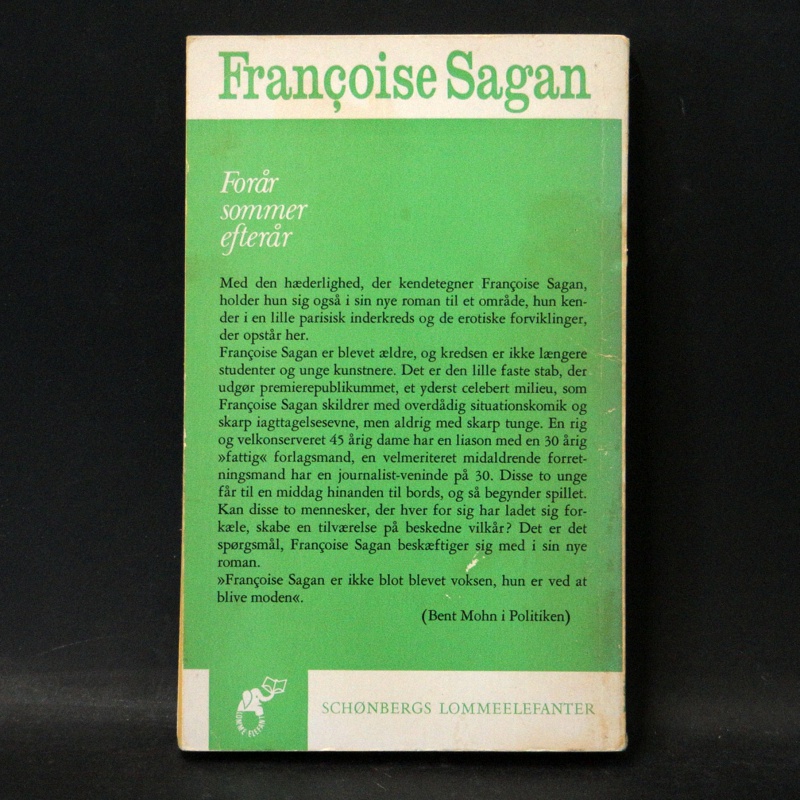 Françoise Sagan
Forår
sommer
efterår
Med den hæderlighed, der kendetegner Françoise Sagan,
holder hun sig også i sin nye roman til et område, hun ken-
der i en lille parisisk inderkreds og de erotiske forviklinger,
der opstår her.
Françoise Sagan er blevet ældre, og kredsen er ikke længere
studenter og unge kunstnere. Det er den lille faste stab, der
udgør premierepublikummet, et yderst celebert milieu, som
Françoise Sagan skildrer med overdådig situationskomik og
skarp iagttagelsesevne, men aldrig med skarp tunge. En rig
og velkonserveret 45 årig dame har en liason med en 30 årig
»fattig« forlagsmand, en velmeriteret midaldrende forret-
ningsmand har en journalist-veninde på 30. Disse to unge
får til en middag hinanden til bords, og så begynder spillet.
Kan disse to mennesker, der hver for sig har ladet sig for-
kæle, skabe en tilværelse på beskedne vilkår? Det er det
spørgsmål, Françoise Sagan beskæftiger sig med i sin nye
roman.
»Françoise Sagan er ikke blot blevet voksen, hun er ved at
blive moden«.
(Bent Mohn i Politiken)
LOMME ELEFANT
SCHØNBERGS LOMMEELEFANTER